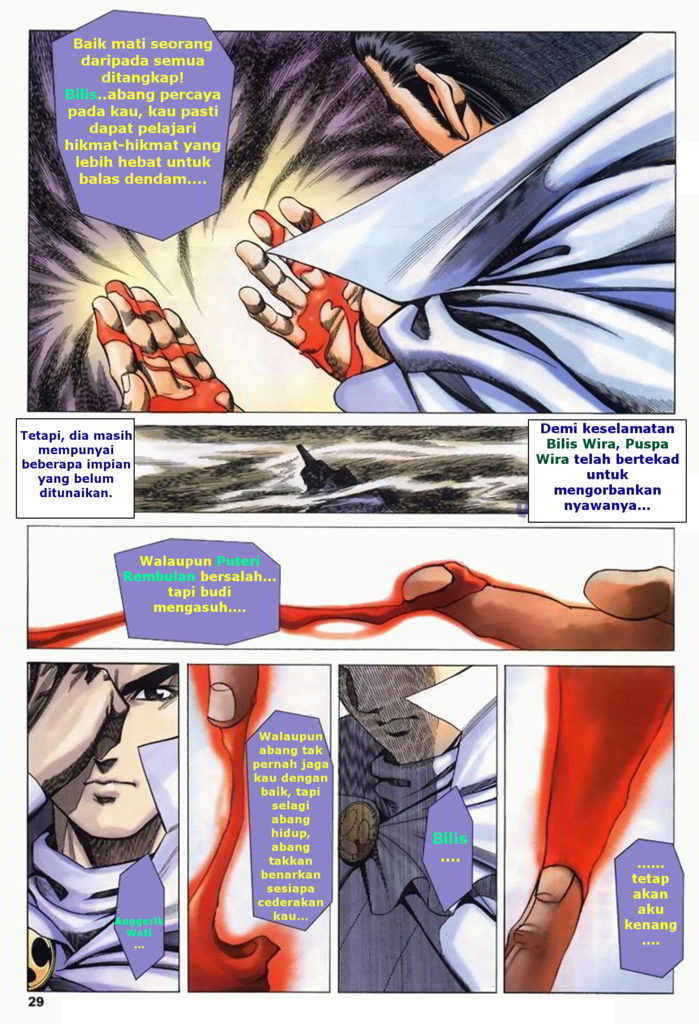 Baik mati seorang
daripada semua
ditangkap!
Bilis..abang percaya
pada kau, kau pasti
dapat pelajari
hikmat-hikmat yang
lebih hebat untuk
balas dendam....
Tetapi, dia masih
mempunyai
beberapa impian
yang belum
ditunaikan.
Demi keselamatan
Bilis Wira, Puspa
Wira telah bertekad
untuk
mengorbankan
nyawanya...
Walaupun Puteri
Rembulan bersalah...
tapi budi
mengasuh....
Anggerik
Wati
...
Walaupun
abang tak
pernah jaga
kau dengan
baik, tapi
selagi
abang
hidup,
abang
takkan
benarkan
sesiapa
cederakan
kau...
Bilis
....
......
tetap
akan
aku
kenang
....
29